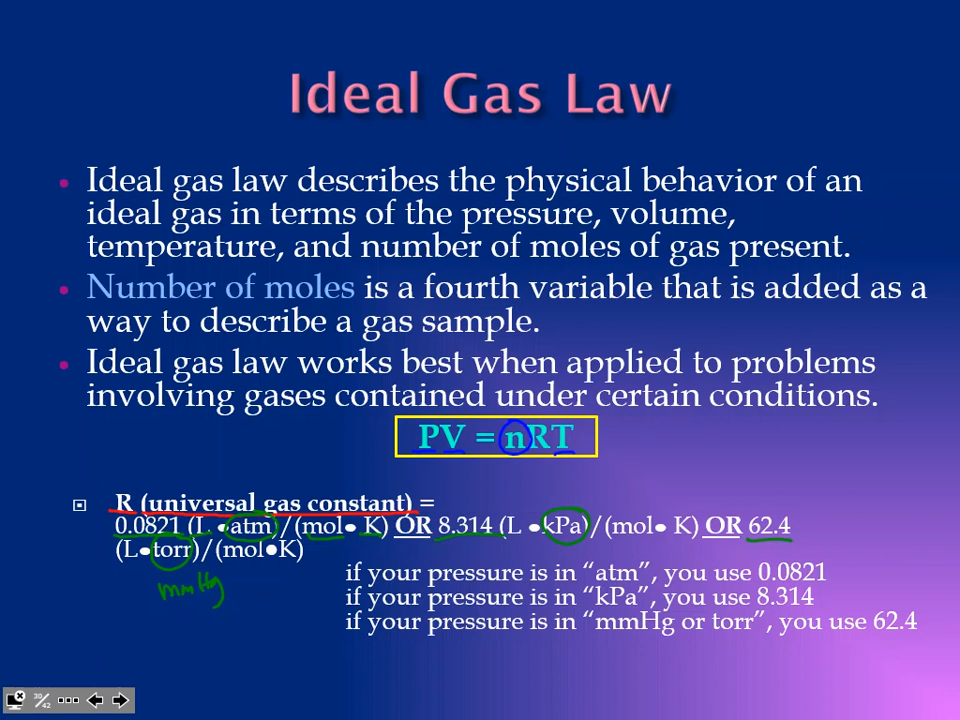 Ideal Gas Law
• Ideal gas law describes the physical behavior of an
ideal gas in terms of the pressure, volume,
temperature, and number of moles of gas present.
• Number of moles is a fourth variable that is added as a
way to describe a gas sample.
• Ideal gas law works best when applied to problems
involving gases contained under certain conditions.
PV = nRT
R (universal gas constant) =
0.0821 (L •atm)/(mol• K) OR 8.314 (L •kPa)/(mol• K) OR 62.4
(L•torr)/(mol•K)
mmHg
if your pressure is in “atm”, you use 0.0821
if your pressure is in “kPa”, you use 8.314
if your pressure is in “mmHg or torr”, you use 62.4
30/42